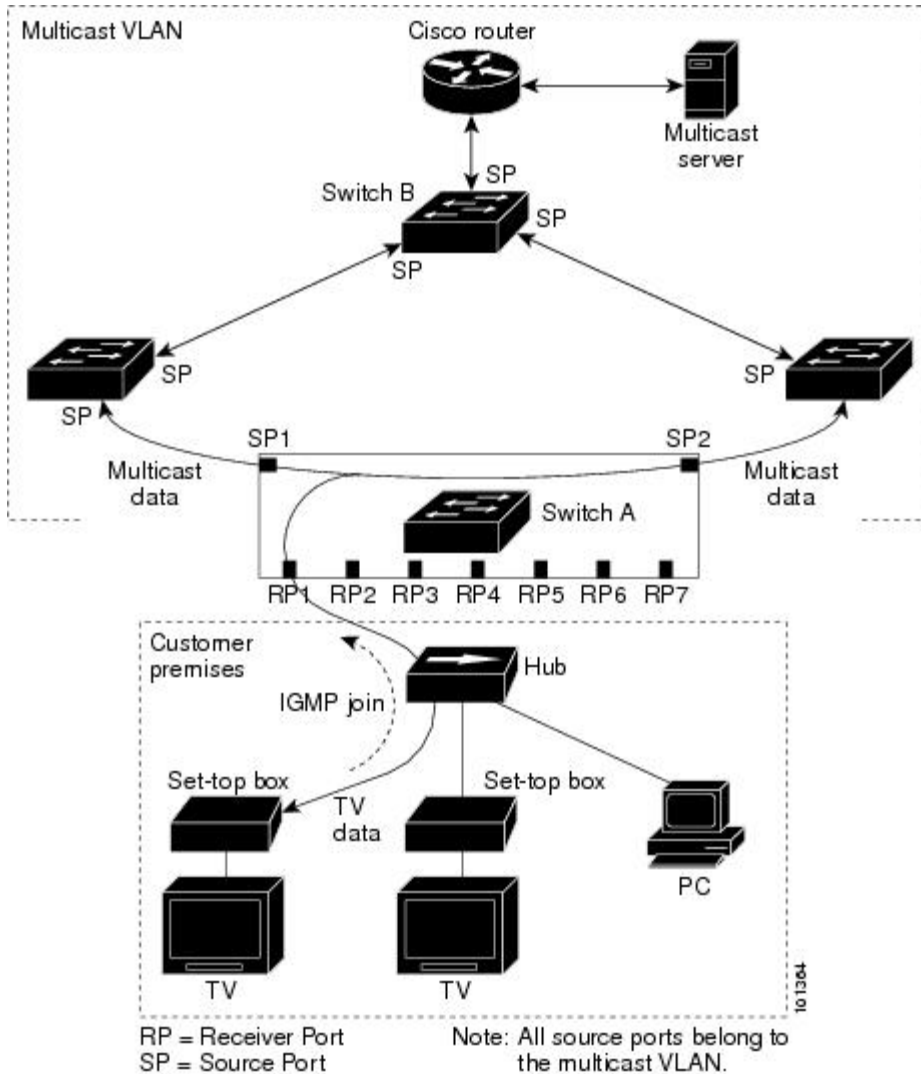 Multicast VLAN
Cisco router
Multicast
server
SP
Switch B
SP
SP
SP
SP
SP
SP1
SP2
Multicast
data
Multicast
data
Switch A
RP1 RP2 RP3 RP4 RP5 RP6 RP7
Customer
premises
Hub
IGMP join
Set-top box
TV
data
Set-top box
PC
TV
TV
101364
RP = Receiver Port
SP = Source Port
Note: All source ports belong to
the multicast VLAN.